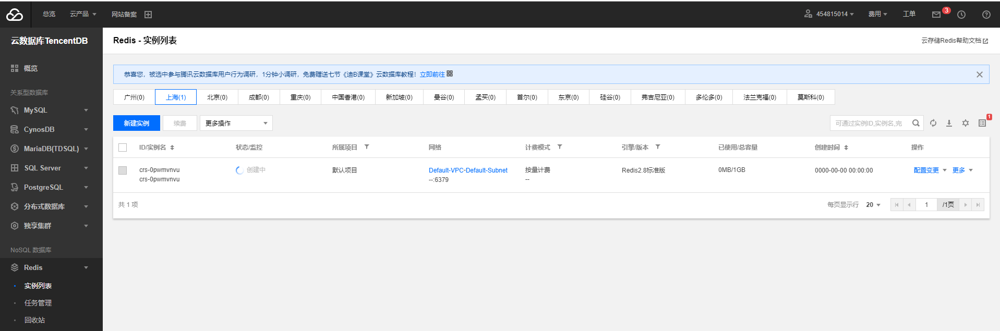 总览 云产品 网站备案 454815014 费用 工单 3
云数据库TencentDB
Redis - 实例列表 云存储Redis帮助文档
概览
恭喜您，被选中参与腾讯云数据库用户行为调研，1分钟小调研，免费赠送七节《迪B课堂》云数据库教程！立即前往
关系型数据库
广州(0) 上海(1) 北京(0) 成都(0) 重庆(0) 中国香港(0) 新加坡(0) 曼谷(0) 孟买(0) 首尔(0) 东京(0) 硅谷(0) 弗吉尼亚(0) 多伦多(0) 法兰克福(0) 莫斯科(0)
MySQL
新建实例 续费 更多操作 可通过实例ID,实例名,完 1
CynosDB
MariaDB(TDSQL)
ID/实例名 状态/监控 所属项目 网络 计费模式 引擎/版本 已使用/总容量 创建时间 操作
SQL Server
crs-0pwmvnvu 创建中 默认项目 Default-VPC-Default-Subnet 按量计费 Redis2.8标准版 0MB/1GB 0000-00-00 00:00:00 配置变更 更多
crs-0pwmvnvu --:6379 --
PostgreSQL
分布式数据库
共 1 项 每页显示行 20 1 /1页
独享集群
NoSQL 数据库
Redis
实例列表
任务管理
回收站